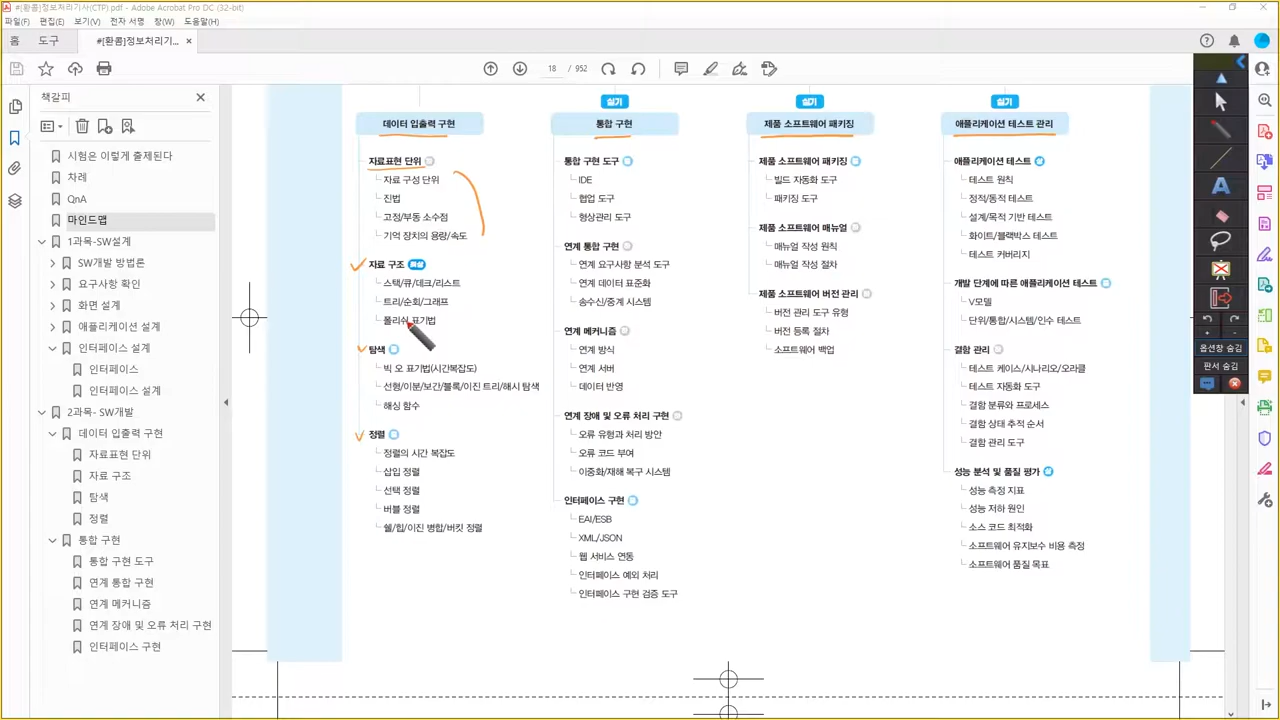 #[환콤]정보처리기사(CTP).pdf - Adobe Acrobat Pro DC (32-bit)
파일(F) 편집(E) 보기(V) 전자 서명 창(W) 도움말(H)
홈 도구 #[환콤]정보처리기... ×
18 / 952
책갈피
시험은 이렇게 출제된다
차례
QnA
마인드맵
1과목-SW설계
SW개발 방법론
요구사항 확인
화면 설계
애플리케이션 설계
인터페이스 설계
인터페이스
인터페이스 설계
2과목- SW개발
데이터 입출력 구현
자료표현 단위
자료 구조
탐색
정렬
통합 구현
통합 구현 도구
연계 통합 구현
연계 메커니즘
연계 장애 및 오류 처리 구현
인터페이스 구현
데이터 입출력 구현
자료표현 단위
자료 구성 단위
진법
고정/부동 소수점
기억 장치의 용량/속도
자료 구조
스택/큐/데크/리스트
트리/순회/그래프
폴리쉬 표기법
탐색
빅 오 표기법(시간복잡도)
선형/이분/보간/블록/이진 트리/해시 탐색
해싱 함수
정렬
정렬의 시간 복잡도
삽입 정렬
선택 정렬
버블 정렬
쉘/힙/이진 병합/버킷 정렬
실기
통합 구현
통합 구현 도구
IDE
협업 도구
형상관리 도구
연계 통합 구현
연계 요구사항 분석 도구
연계 데이터 표준화
송수신/중계 시스템
연계 메커니즘
연계 방식
연계 서버
데이터 반영
연계 장애 및 오류 처리 구현
오류 유형과 처리 방안
오류 코드 부여
이중화/재해 복구 시스템
인터페이스 구현
EAI/ESB
XML/JSON
웹 서비스 연동
인터페이스 예외 처리
인터페이스 구현 검증 도구
실기
제품 소프트웨어 패키징
제품 소프트웨어 패키징
빌드 자동화 도구
패키징 도구
제품 소프트웨어 매뉴얼
매뉴얼 작성 원칙
매뉴얼 작성 절차
제품 소프트웨어 버전 관리
버전 관리 도구 유형
버전 등록 절차
소프트웨어 백업
실기
애플리케이션 테스트 관리
애플리케이션 테스트
테스트 원칙
정적/동적 테스트
설계/목적 기반 테스트
화이트/블랙박스 테스트
테스트 커버리지
개발 단계에 따른 애플리케이션 테스트
V모델
단위/통합/시스템/인수 테스트
결함 관리
테스트 케이스/시나리오/오라클
테스트 자동화 도구
결함 분류와 프로세스
결함 상태 추적 순서
결함 관리 도구
성능 분석 및 품질 평가
성능 측정 지표
성능 저하 원인
소스 코드 최적화
소프트웨어 유지보수 비용 측정
소프트웨어 품질 목표
옵션창 숨김
판서 숨김